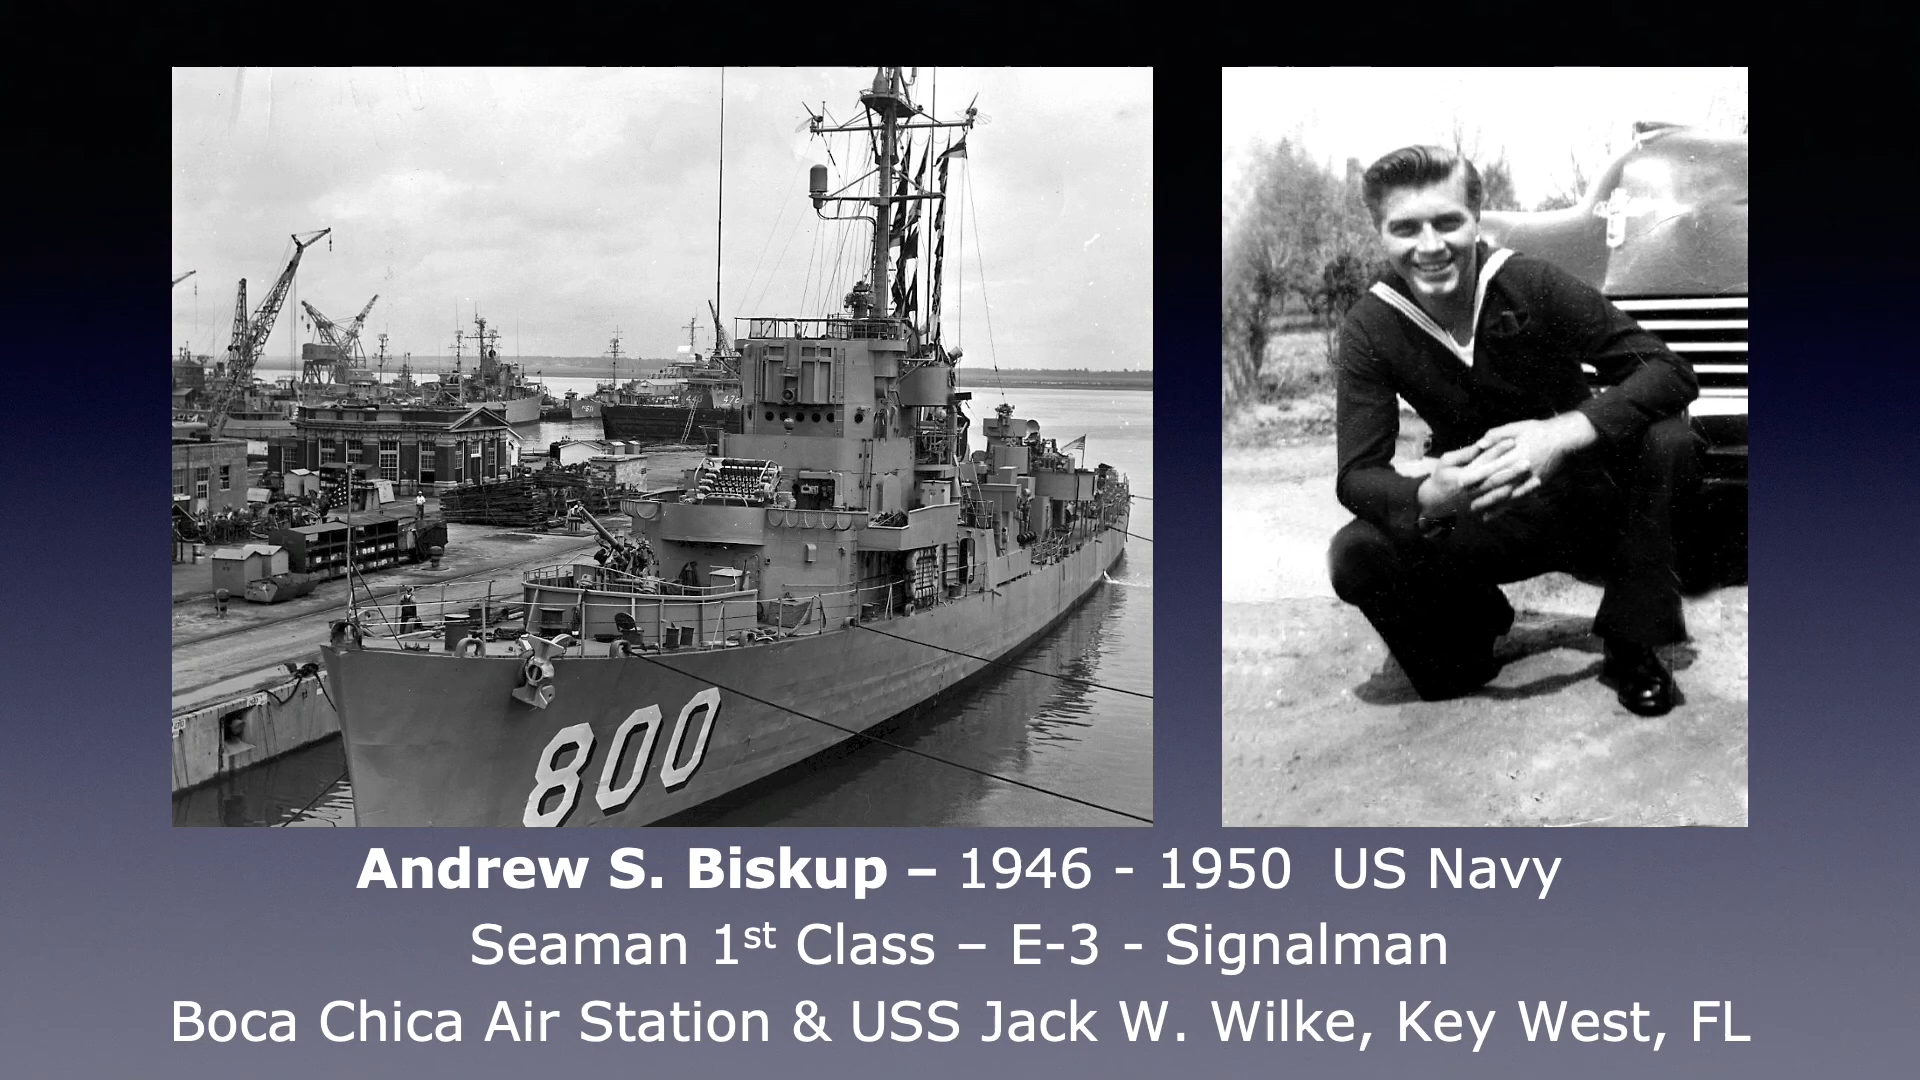 800
Andrew S. Biskup – 1946 - 1950 US Navy
Seaman 1st Class – E-3 - Signalman
Boca Chica Air Station & USS Jack W. Wilke, Key West, FL